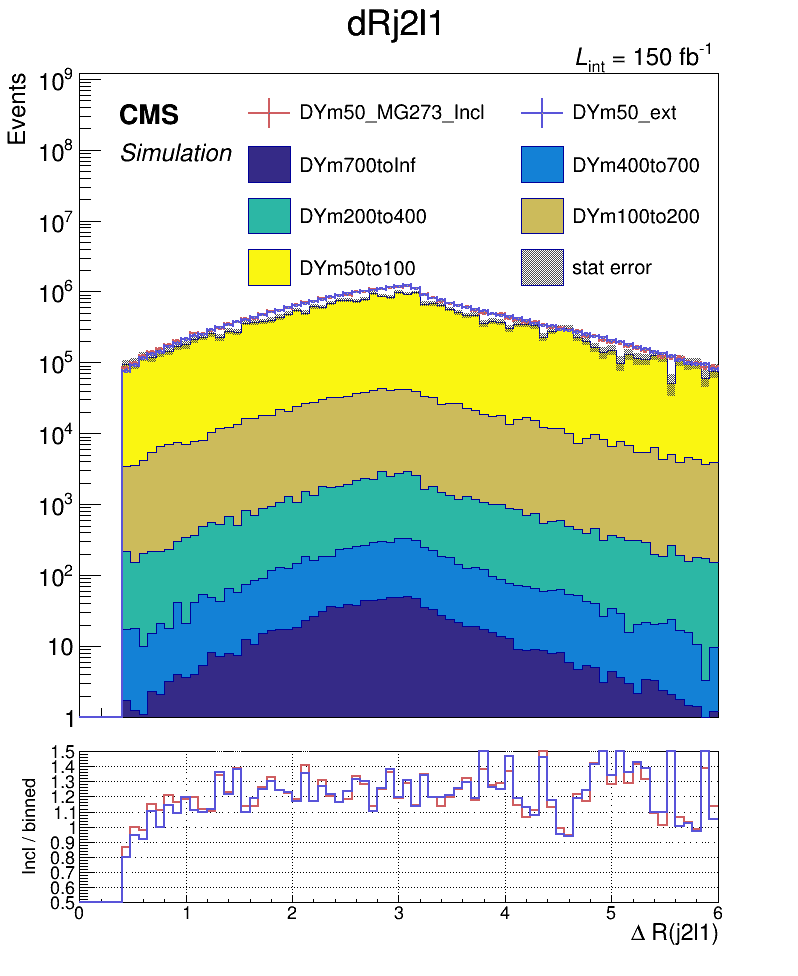 dRj2l1
L_int = 150 fb^-1
Events
CMS
Simulation
DYm50_MG273_Incl
DYm50_ext
DYm700toInf
DYm400to700
DYm200to400
DYm100to200
DYm50to100
stat error
10^9
10^8
10^7
10^6
10^5
10^4
10^3
10^2
10
1
Incl / binned
1.5
1.4
1.3
1.2
1.1
1
0.9
0.8
0.7
0.6
0.5
0 1 2 3 4 5 6
Δ R(j2l1)